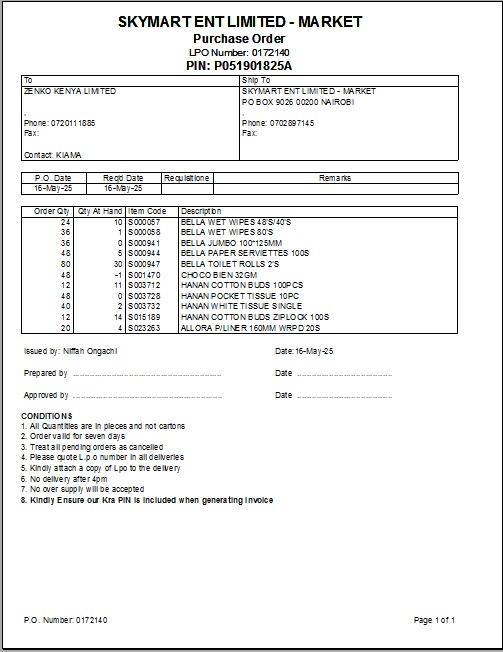 SKYMART ENT LIMITED - MARKET
Purchase Order
LPO Number: 0172140
PIN: P051901825A
To Ship To
ZENKO KENYA LIMITED SKYMART ENT LIMITED - MARKET
PO BOX 9026 00200 NAIROBI
. .
Phone: 0720111885 Phone: 0702897145
Fax: Fax:
Contact: KIAMA
P.O. Date Reqd Date Requisitione Remarks
16-May-25 16-May-25
Order Qty Qty At Hand Item Code Description
24 10 S000057 BELLA WET WIPES 48'S/40'S
36 1 S000058 BELLA WET WIPES 80'S
36 0 S000941 BELLA JUMBO 100*125MM
48 5 S000944 BELLA PAPER SERVIETTES 100S
80 30 S000947 BELLA TOILET ROLLS 2'S
48 -1 S001470 CHOCO BIEN 32GM
12 11 S003712 HANAN COTTON BUDS 100PCS
48 0 S003728 HANAN POCKET TISSUE 10PC
40 2 S003732 HANAN WHITE TISSUE SINGLE
12 14 S015189 HANAN COTTON BUDS ZIPLOCK 100S
20 4 S023263 ALLORA P/LINER 160MM WRPD 20S
Issued by: Niffah Ongachi Date:16-May-25
Prepared by ........................................................ Date ....................................
Approved by ........................................................ Date ....................................
CONDITIONS
1. All Quantities are in pieces and not cartons
2. Order valid for seven days
3. Treat all pending orders as cancelled
4. Please quote L.p.o number in all deliveries
5. Kindly attach a copy of Lpo to the delivery
6. No delivery after 4pm
7. No over supply will be accepted
8. Kindly Ensure our Kra PIN is included when generating Invoice
P.O. Number: 0172140 Page 1 of 1